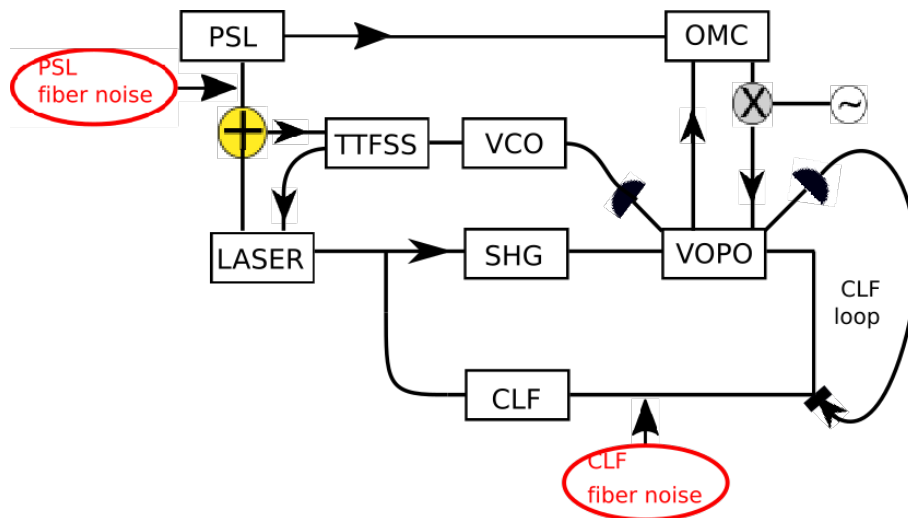 PSL
OMC
PSL
fiber noise
X
~
+
TTFSS
VCO
LASER
SHG
VOPO
CLF
loop
CLF
CLF
fiber noise